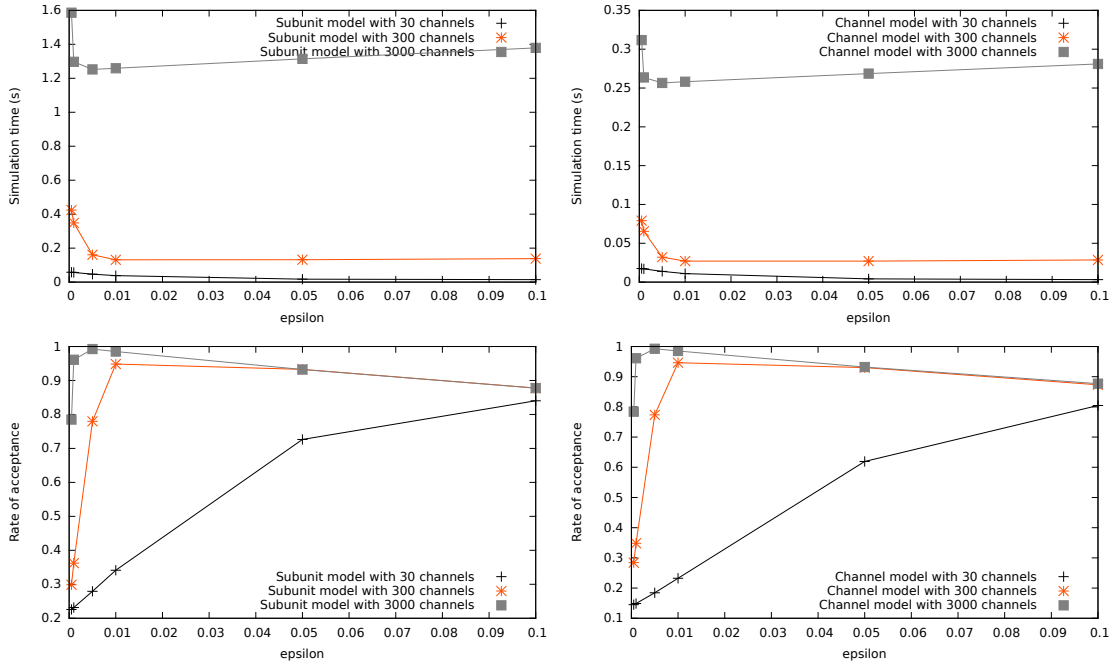 1.6
1.4
1.2
1
0.8
0.6
0.4
0.2
0
Simulation time (s)
Subunit model with 30 channels
Subunit model with 300 channels
Subunit model with 3000 channels
0 0.01 0.02 0.03 0.04 0.05 0.06 0.07 0.08 0.09 0.1
epsilon
0.35
0.3
0.25
0.2
0.15
0.1
0.05
0
Simulation time (s)
Channel model with 30 channels
Channel model with 300 channels
Channel model with 3000 channels
0 0.01 0.02 0.03 0.04 0.05 0.06 0.07 0.08 0.09 0.1
epsilon
1
0.9
0.8
0.7
0.6
0.5
0.4
0.3
0.2
Rate of acceptance
Subunit model with 30 channels
Subunit model with 300 channels
Subunit model with 3000 channels
0 0.01 0.02 0.03 0.04 0.05 0.06 0.07 0.08 0.09 0.1
epsilon
1
0.9
0.8
0.7
0.6
0.5
0.4
0.3
0.2
0.1
Rate of acceptance
Channel model with 30 channels
Channel model with 300 channels
Channel model with 3000 channels
0 0.01 0.02 0.03 0.04 0.05 0.06 0.07 0.08 0.09 0.1
epsilon